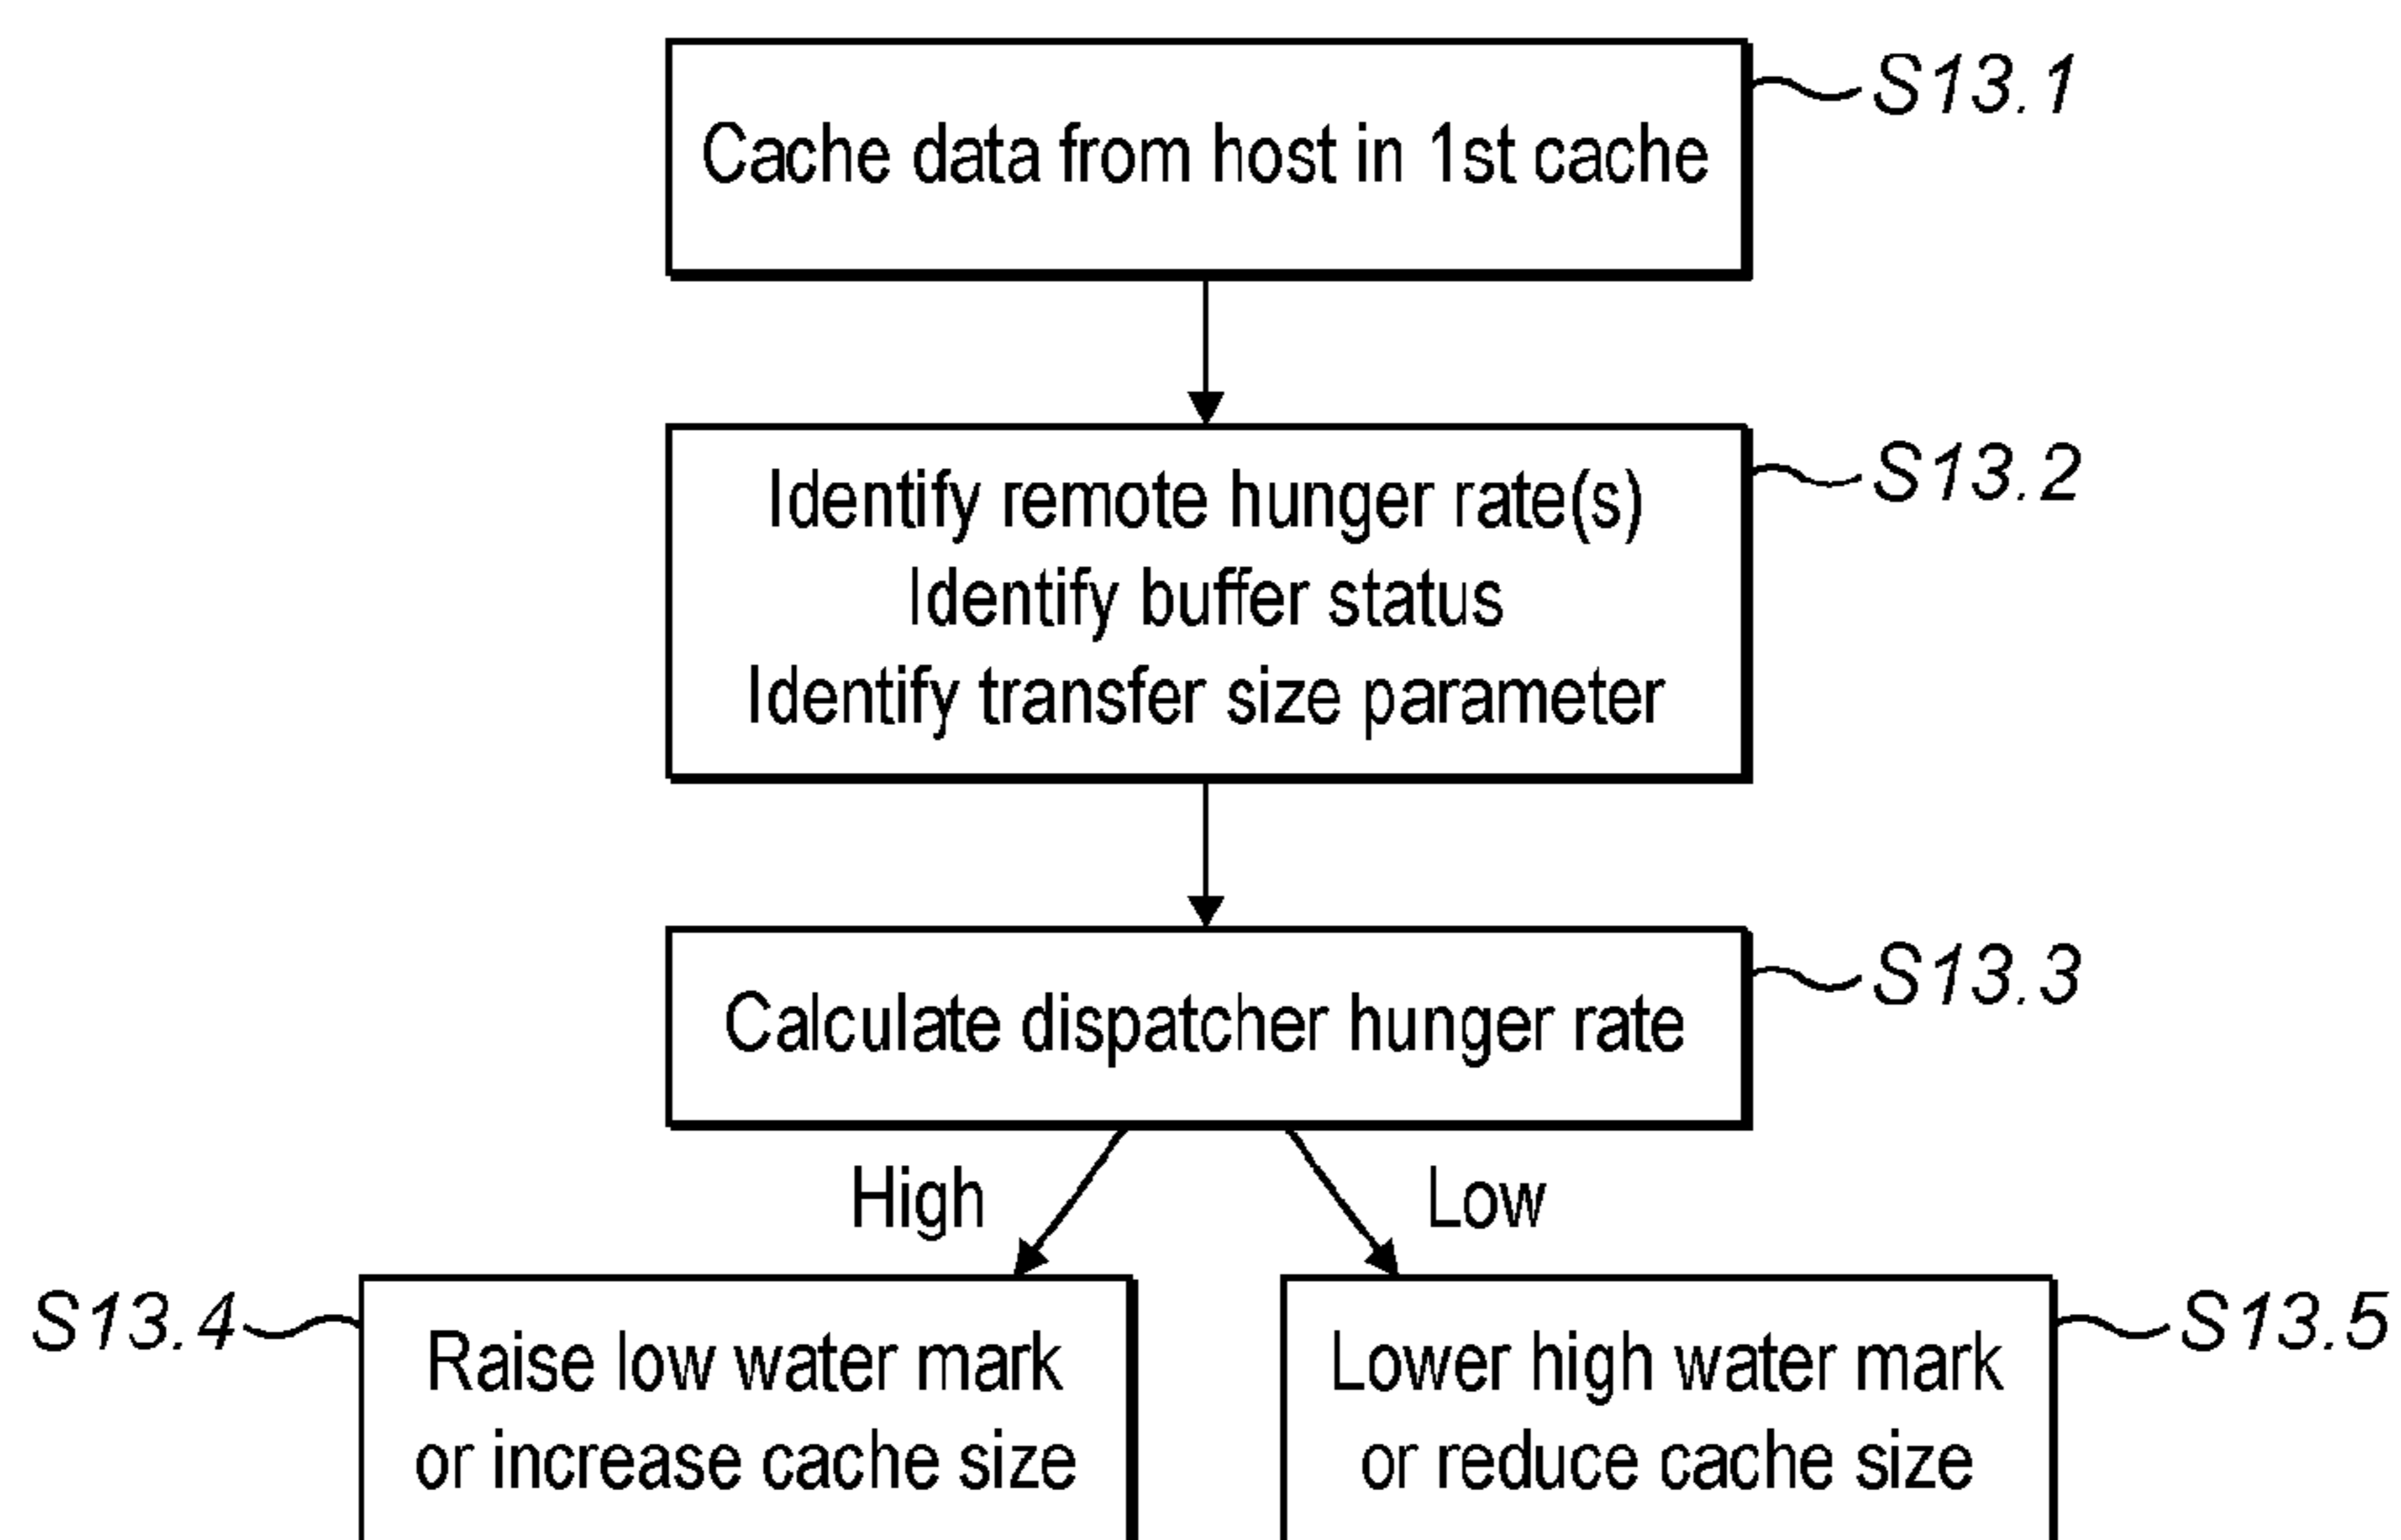 Cache data from host in 1st cache
S13.1
Identify remote hunger rate(s)
Identify buffer status
Identify transfer size parameter
S13.2
Calculate dispatcher hunger rate
S13.3
High
Low
S13.4
Raise low water mark
or increase cache size
Lower high water mark
or reduce cache size
S13.5